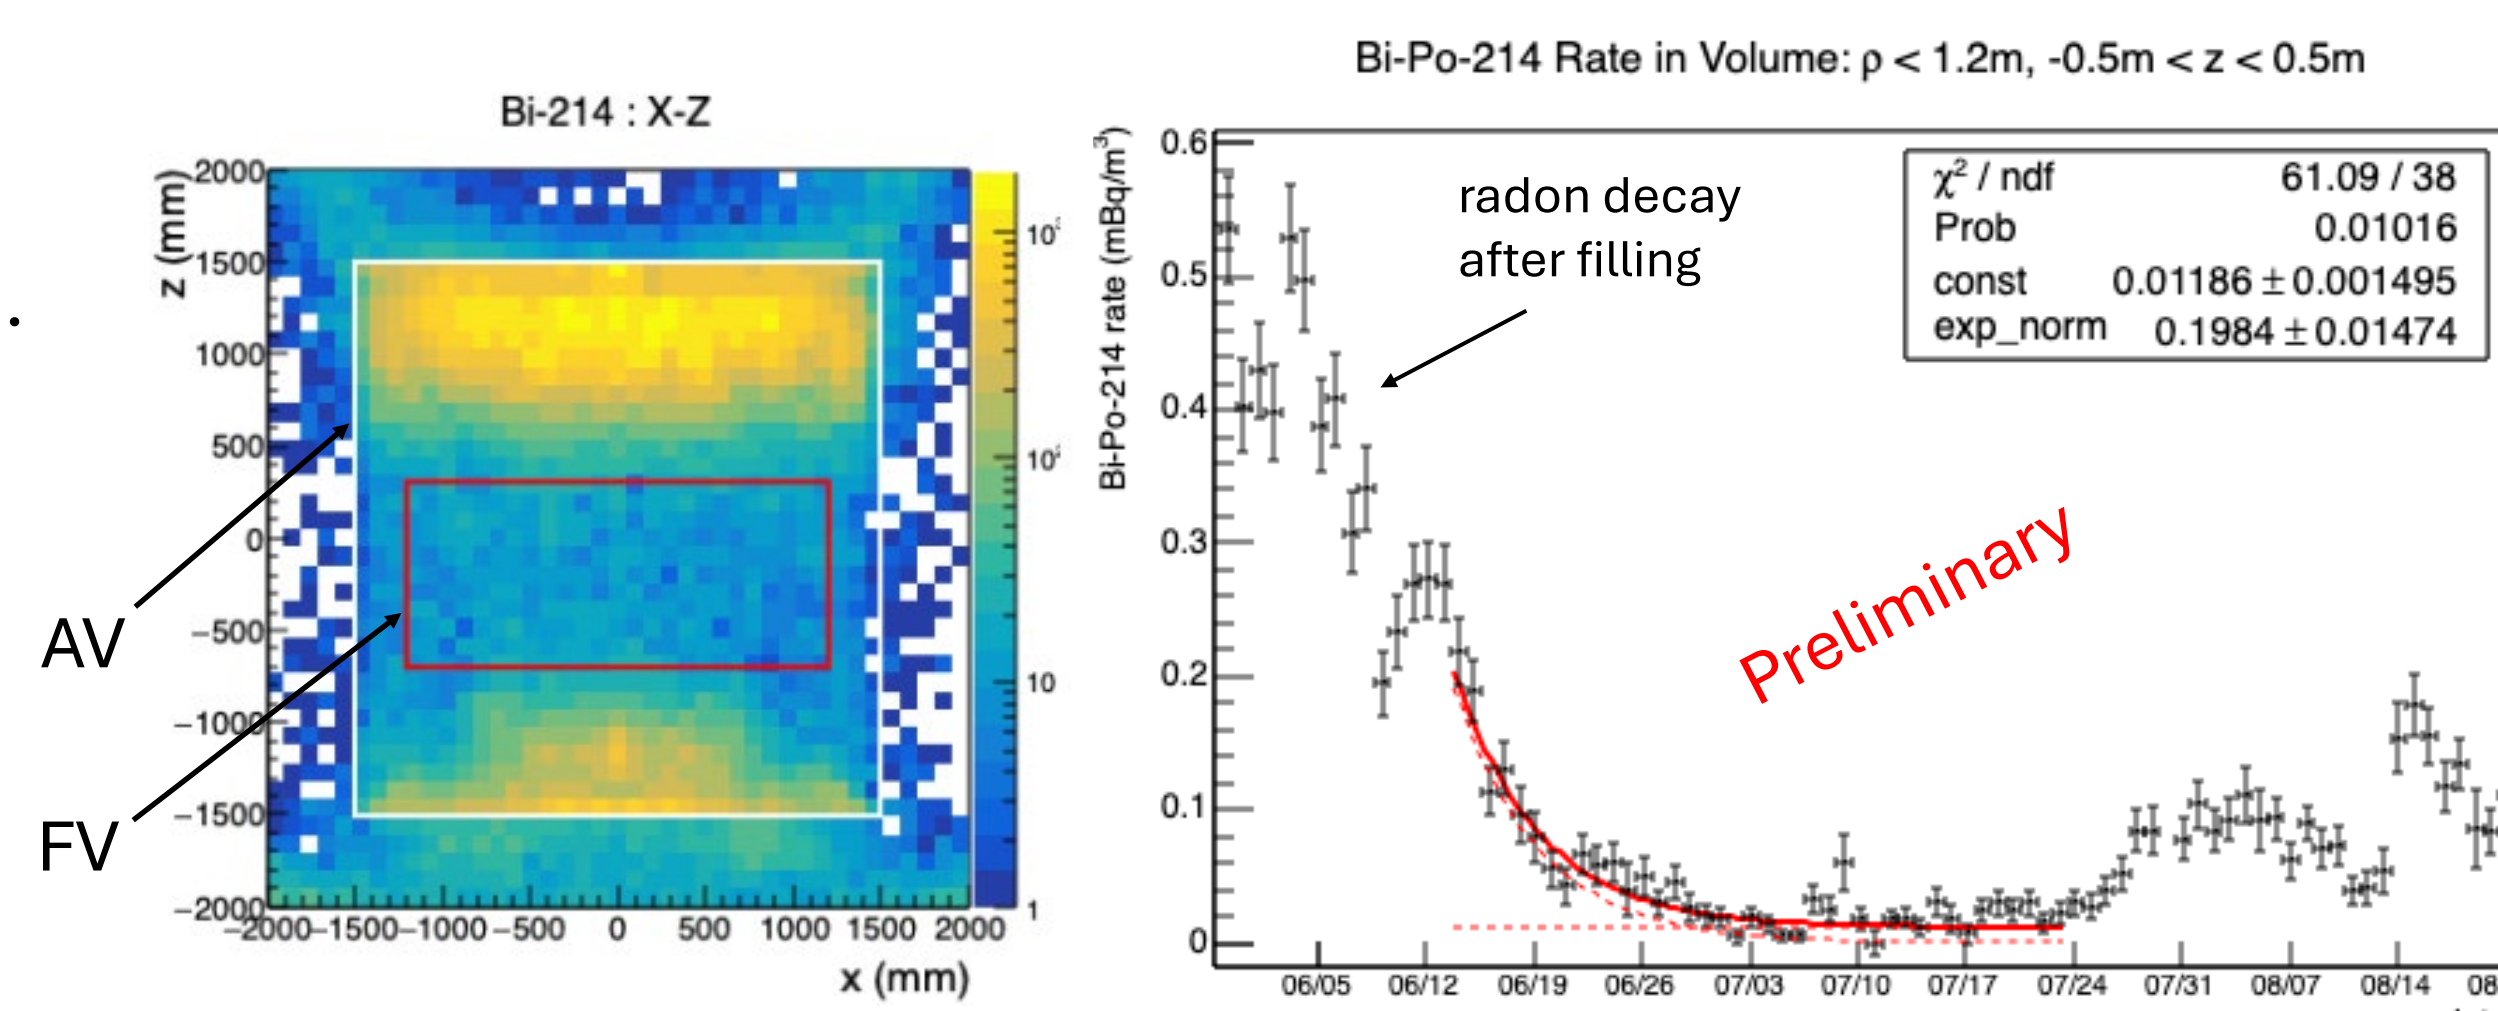 Bi-Po-214 Rate in Volume: ρ < 1.2m, -0.5m < z < 0.5m
Bi-214 : X-Z
z (mm)
2000
1500
1000
500
0
−500
−1000
−1500
−2000
−2000
−1500
−1000
−500
0
500
1000
1500
2000
x (mm)
10
1
AV
FV
Bi-Po-214 rate (mBq/m³)
0.6
0.5
0.4
0.3
0.2
0.1
0
radon decay
after filling
χ² / ndf 61.09 / 38
Prob 0.01016
const 0.01186 ± 0.001495
exp_norm 0.1984 ± 0.01474
Preliminary
06/05
06/12
06/19
06/26
07/03
07/10
07/17
07/24
07/31
08/07
08/14